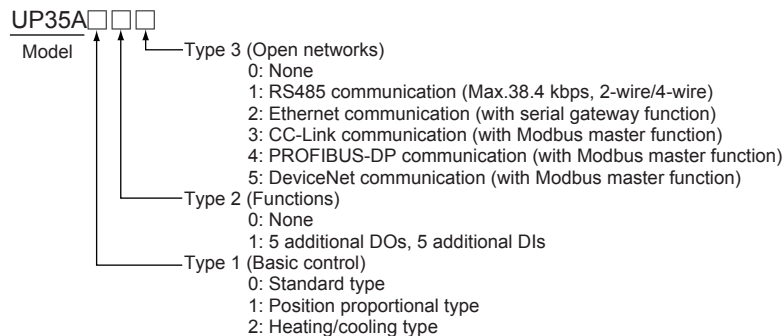 UP35A□□□
Model
Type 3 (Open networks)
0: None
1: RS485 communication (Max.38.4 kbps, 2-wire/4-wire)
2: Ethernet communication (with serial gateway function)
3: CC-Link communication (with Modbus master function)
4: PROFIBUS-DP communication (with Modbus master function)
5: DeviceNet communication (with Modbus master function)
Type 2 (Functions)
0: None
1: 5 additional DOs, 5 additional DIs
Type 1 (Basic control)
0: Standard type
1: Position proportional type
2: Heating/cooling type